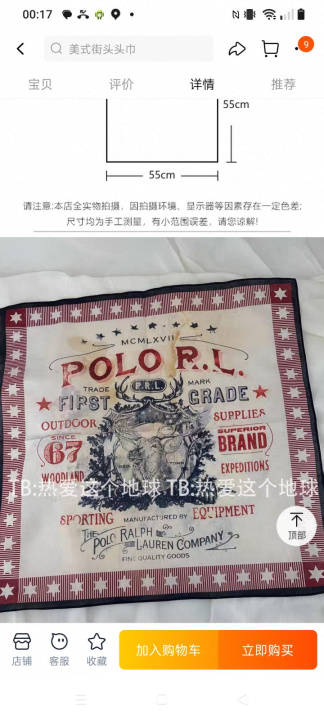 00:17
9
美式街头头巾
宝贝
评价
详情
推荐
55cm
55cm
请注意:本店全实物拍摄，因拍摄环境，显示器等因素存在一定色差;
尺寸均为手工测量，有小范围误差，请您谅解!
MCMLXVII
POLO R.L.
TRADE P.R.L. MARK
FIRST GRADE
OUTDOOR SUPPLIES
SINCE 67
SUPERIOR BRAND
WOODLAND EXPEDITIONS
TB:热爱这个地球 TB:热爱这个地球
SPORTING MANUFACTURED BY EQUIPMENT
THE POLO RALPH LAUREN COMPANY
FINE QUALITY GOODS
顶部
店铺
客服
收藏
加入购物车
立即购买